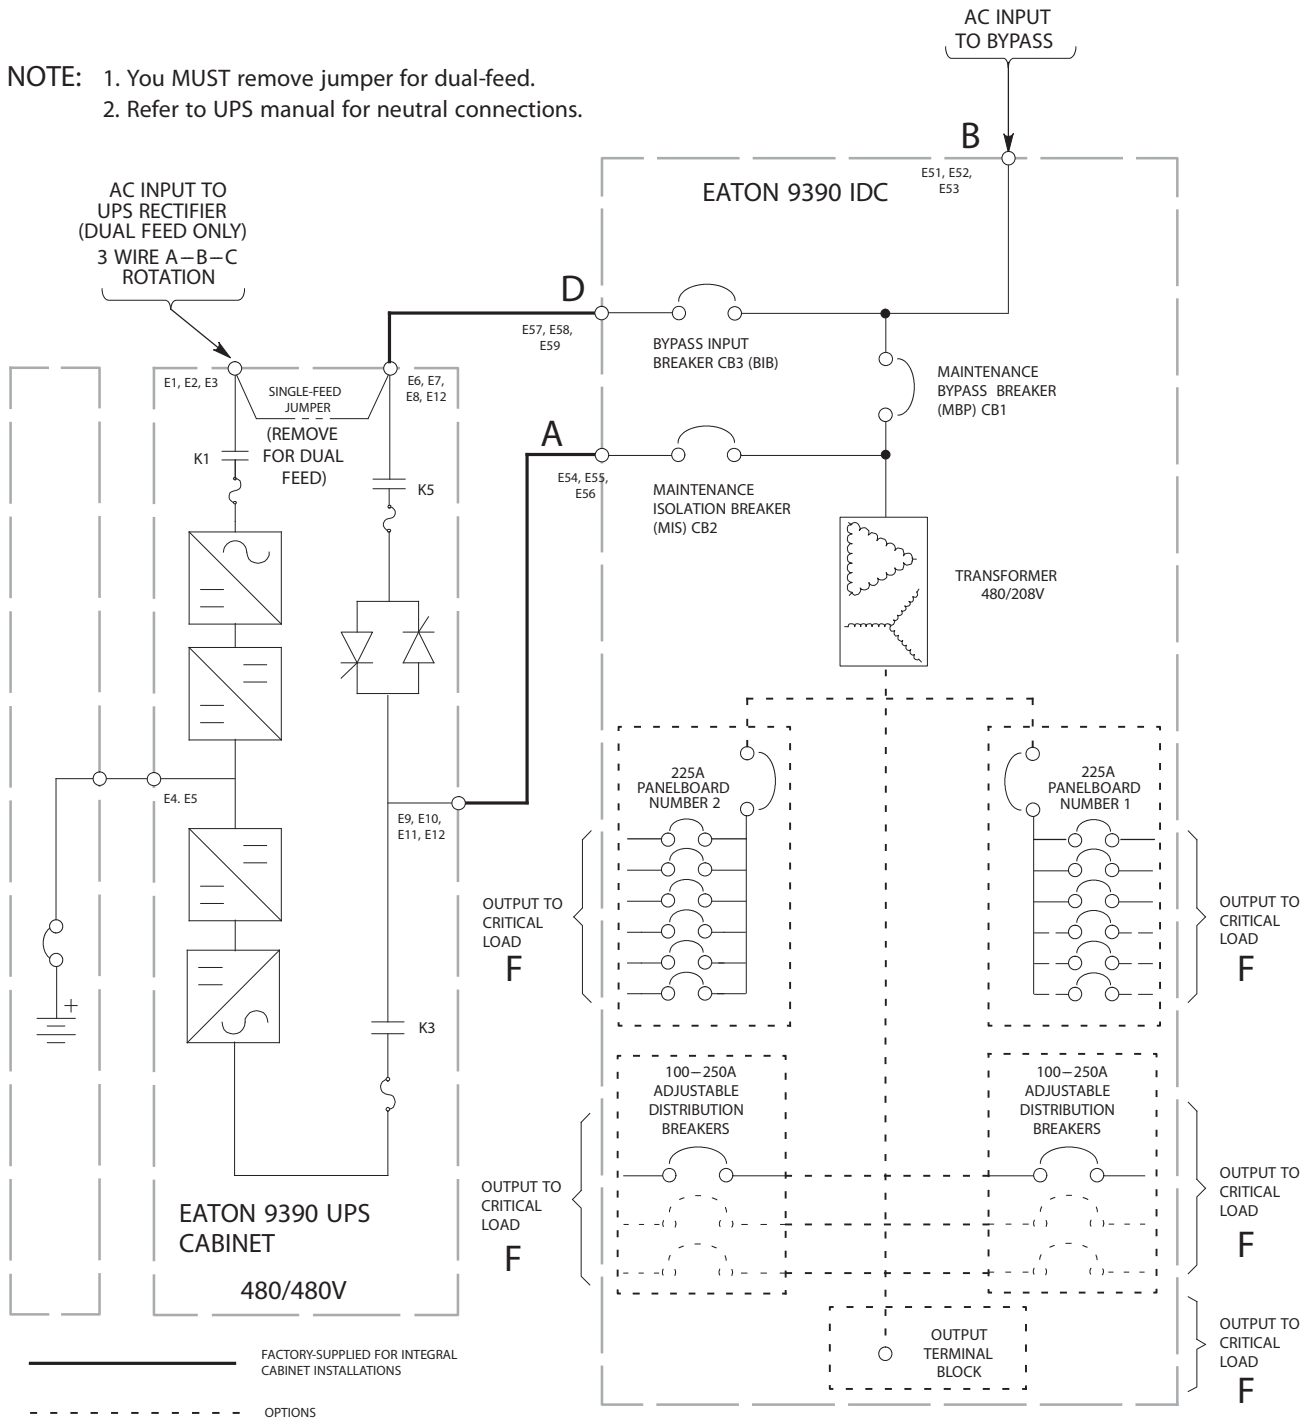 AC INPUT
TO BYPASS
NOTE: 1. You MUST remove jumper for dual-feed.
2. Refer to UPS manual for neutral connections.
B
E51, E52,
E53
EATON 9390 IDC
AC INPUT TO
UPS RECTIFIER
(DUAL FEED ONLY)
3 WIRE A–B–C
ROTATION
D
E57, E58,
E59
BYPASS INPUT
BREAKER CB3 (BIB)
MAINTENANCE
BYPASS BREAKER
(MBP) CB1
E1, E2, E3
SINGLE-FEED
JUMPER
(REMOVE
FOR DUAL
FEED)
E6, E7,
E8, E12
K1
K5
A
E54, E55,
E56
MAINTENANCE
ISOLATION BREAKER
(MIS) CB2
TRANSFORMER
480/208V
225A
PANELBOARD
NUMBER 2
225A
PANELBOARD
NUMBER 1
E4. E5
E9, E10,
E11, E12
OUTPUT TO
CRITICAL
LOAD
F
OUTPUT TO
CRITICAL
LOAD
F
+
K3
100–250A
ADJUSTABLE
DISTRIBUTION
BREAKERS
100–250A
ADJUSTABLE
DISTRIBUTION
BREAKERS
OUTPUT TO
CRITICAL
LOAD
F
OUTPUT TO
CRITICAL
LOAD
F
EATON 9390 UPS
CABINET
480/480V
OUTPUT
TERMINAL
BLOCK
OUTPUT TO
CRITICAL
LOAD
F
FACTORY-SUPPLIED FOR INTEGRAL
CABINET INSTALLATIONS
OPTIONS